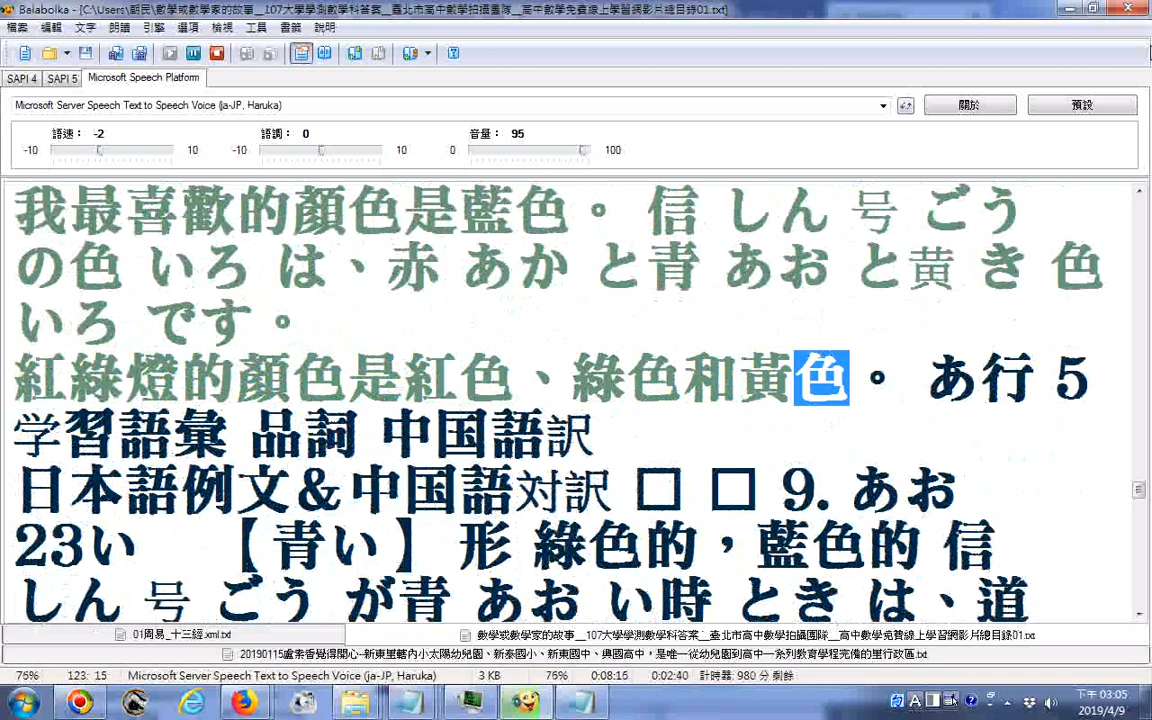 Balabolka - [C:\Users\朝民\數學或數學家的故事__107大學學測數學科答案__臺北市高中數學拍攝團隊__高中數學免費線上學習網影片總目錄01.txt]
檔案 編輯 文字 朗讀 引擎 選項 檢視 工具 書籤 說明
SAPI 4 SAPI 5 Microsoft Speech Platform
Microsoft Server Speech Text to Speech Voice (ja-JP, Haruka) 關於 預設
語速： -2 語調： 0 音量： 95
-10 10 -10 10 0 100
我最喜歡的顏色是藍色。 信 しん 号 ごう
の色 いろ は、赤 あか と青 あお と黄 き 色
いろ です。
紅綠燈的顏色是紅色、綠色和黃色。 あ行 5
学習語彙 品詞 中国語訳
日本語例文＆中国語対訳 □ □ 9. あお
23い 【青い】 形 綠色的，藍色的 信
しん 号 ごう が青 あお い時 とき は、道
01周易_十三經.xml.txt 數學或數學家的故事__107大學學測數學科答案__臺北市高中數學拍攝團隊__高中數學免費線上學習網影片總目錄01.txt
20190115盧素香覺得開心-新東里轄內小太陽幼兒園、新泰國小、新東國中、興國高中，是唯一從幼兒園到高中一系列教育學程完備的里行政區.txt
76% 123: 15 Microsoft Server Speech Text to Speech Voice (ja-JP, Haruka) 3 KB 76% 0:08:15 0:02:40 計時器: 980 分 剩餘
下午 03:05
2019/4/9